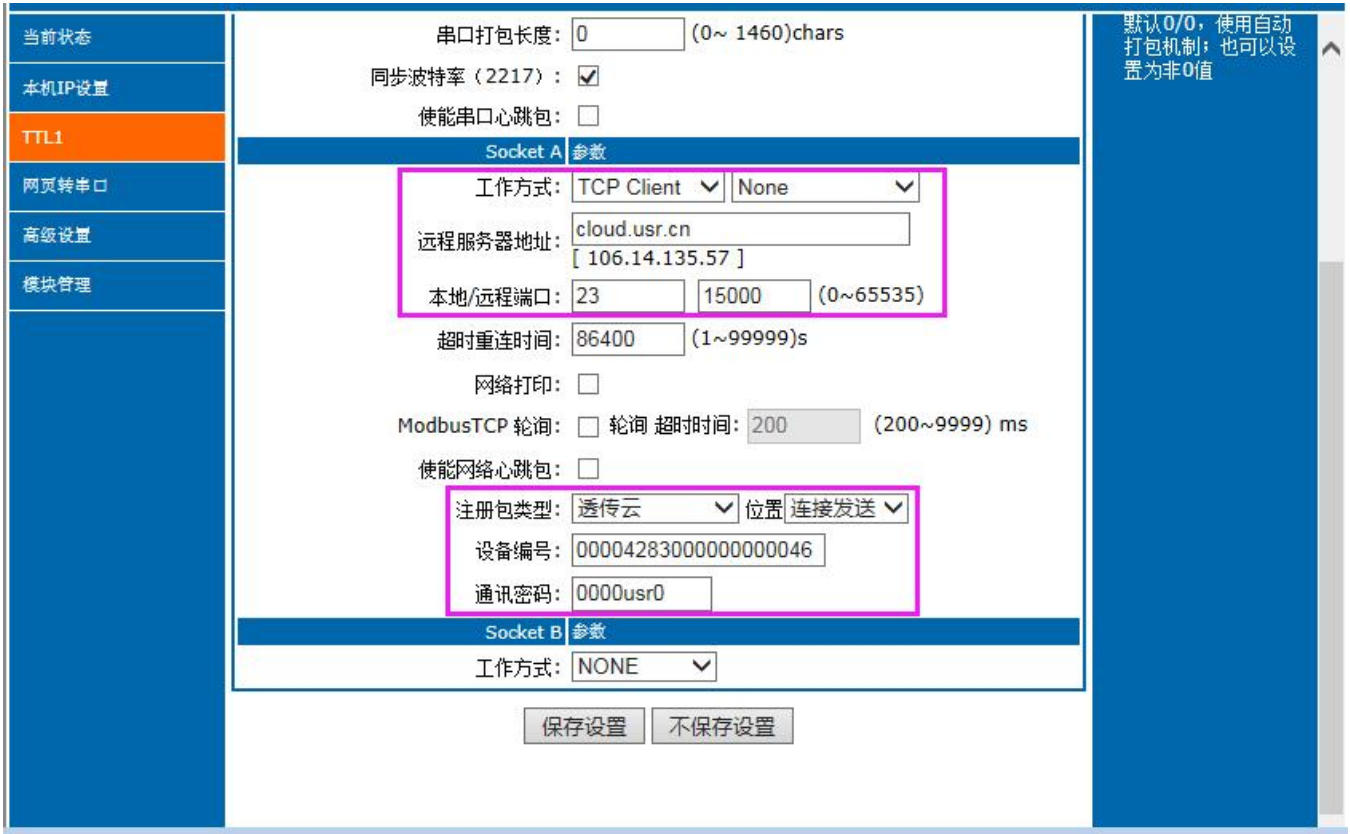 当前状态
本机IP设置
TTL1
网页转串口
高级设置
模块管理
串口打包长度: 0 (0~ 1460)chars
同步波特率（2217）: 
使能串口心跳包:
Socket A 参数
工作方式: TCP Client None
远程服务器地址: cloud.usr.cn
[ 106.14.135.57 ]
本地/远程端口: 23 15000 (0~65535)
超时重连时间: 86400 (1~99999)s
网络打印:
ModbusTCP 轮询: 轮询 超时时间: 200 (200~9999) ms
使能网络心跳包:
注册包类型: 透传云 位置 连接发送
设备编号: 00004283000000000046
通讯密码: 0000usr0
Socket B 参数
工作方式: NONE
保存设置 不保存设置
默认0/0，使用自动
打包机制；也可以设
置为非0值